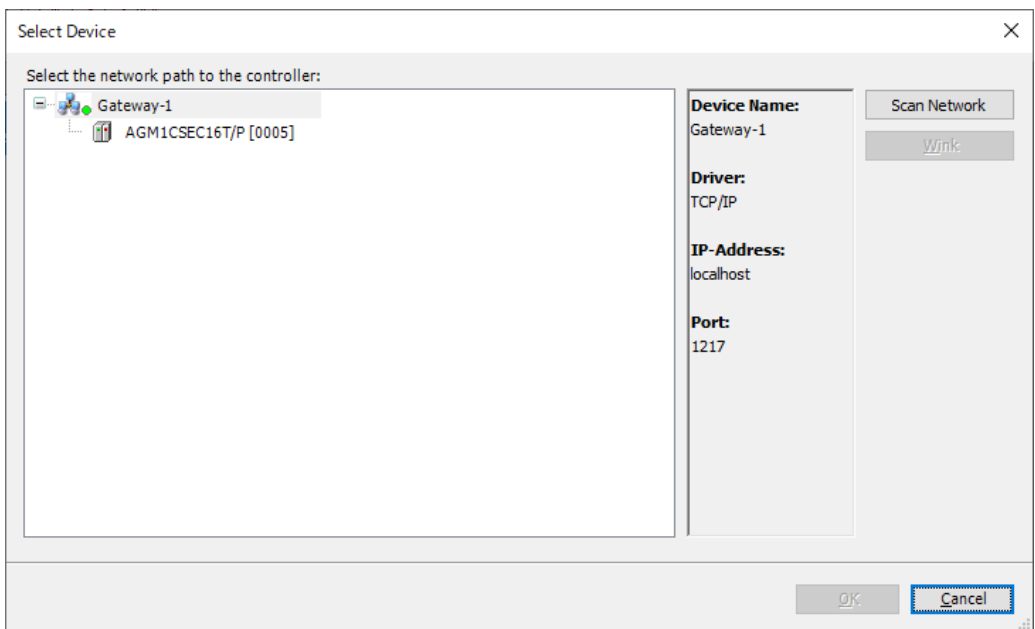 Select Device
Select the network path to the controller:
Gateway-1
AGM1CSEC16T/P [0005]
Device Name:
Gateway-1
Driver:
TCP/IP
IP-Address:
localhost
Port:
1217
Scan Network
Wink
OK
Cancel